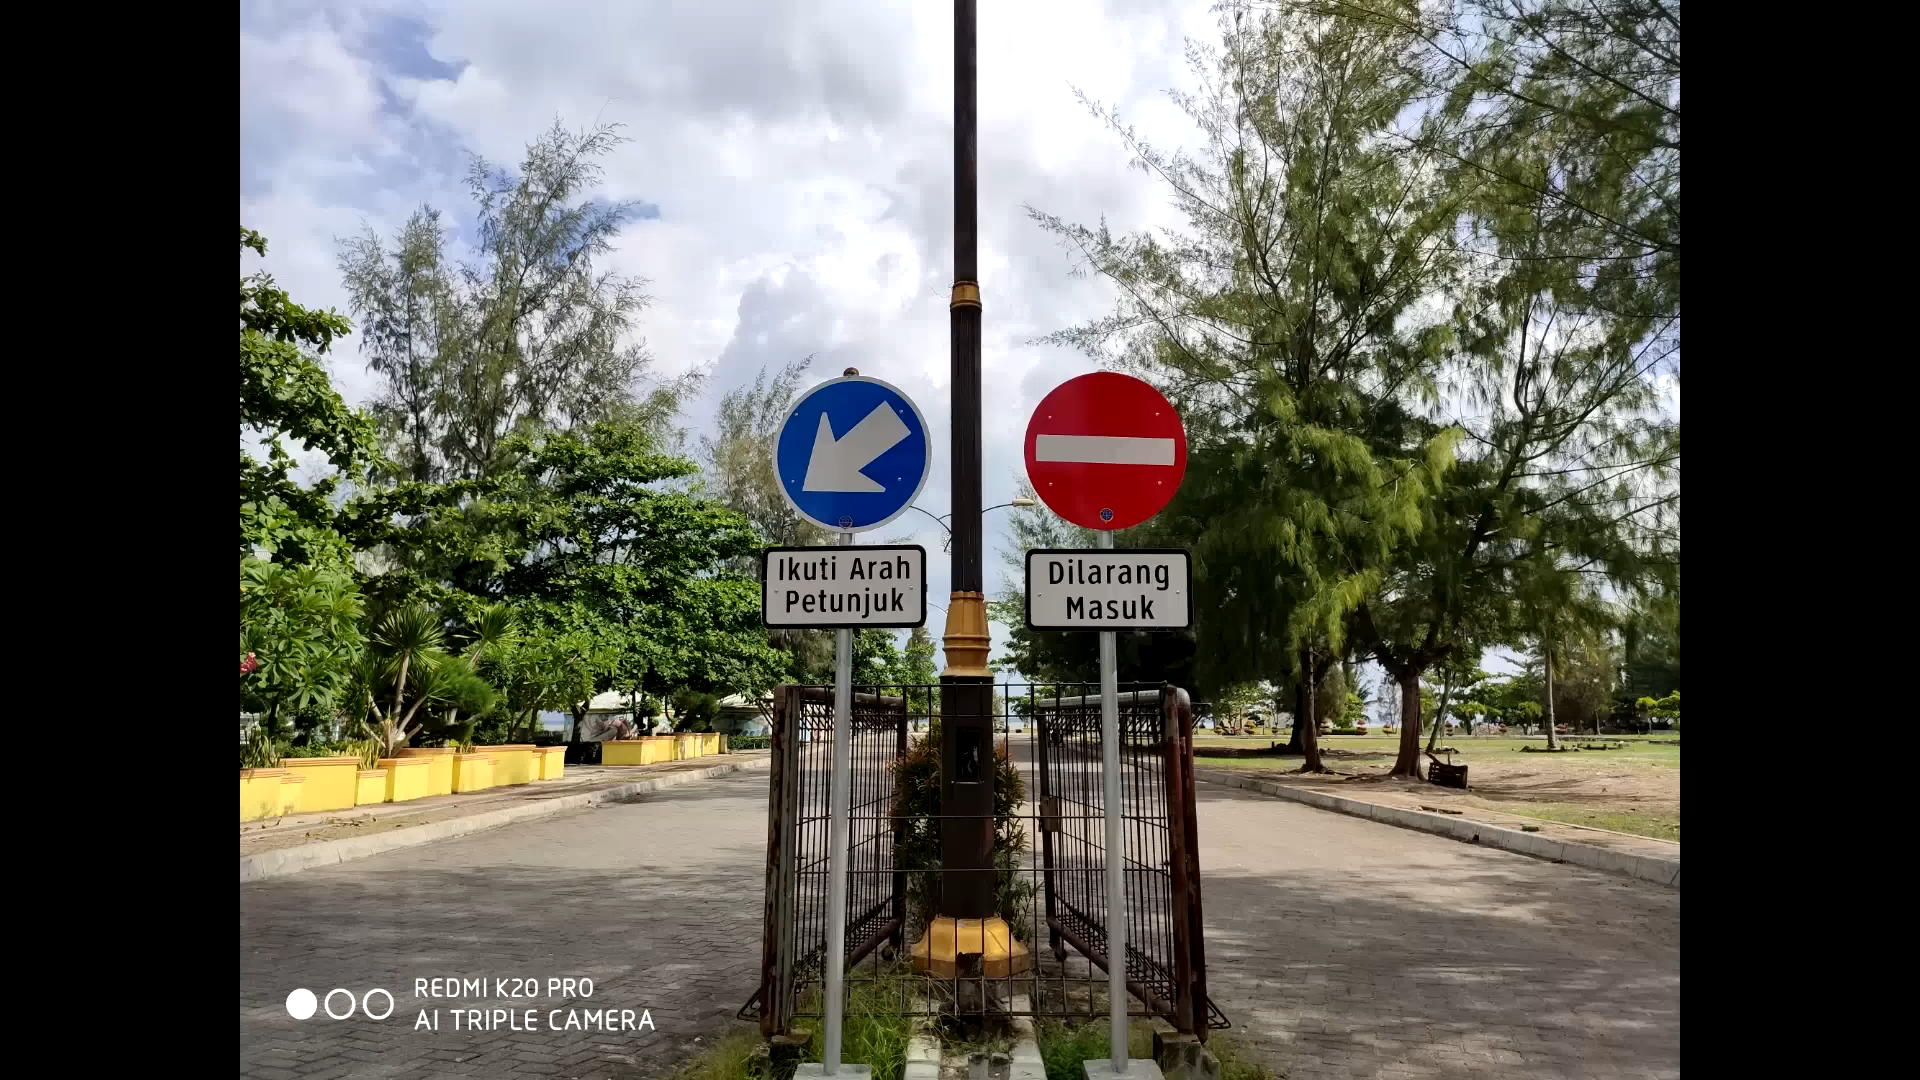 Ikuti Arah
Petunjuk
Dilarang
Masuk
REDMI K20 PRO
AI TRIPLE CAMERA